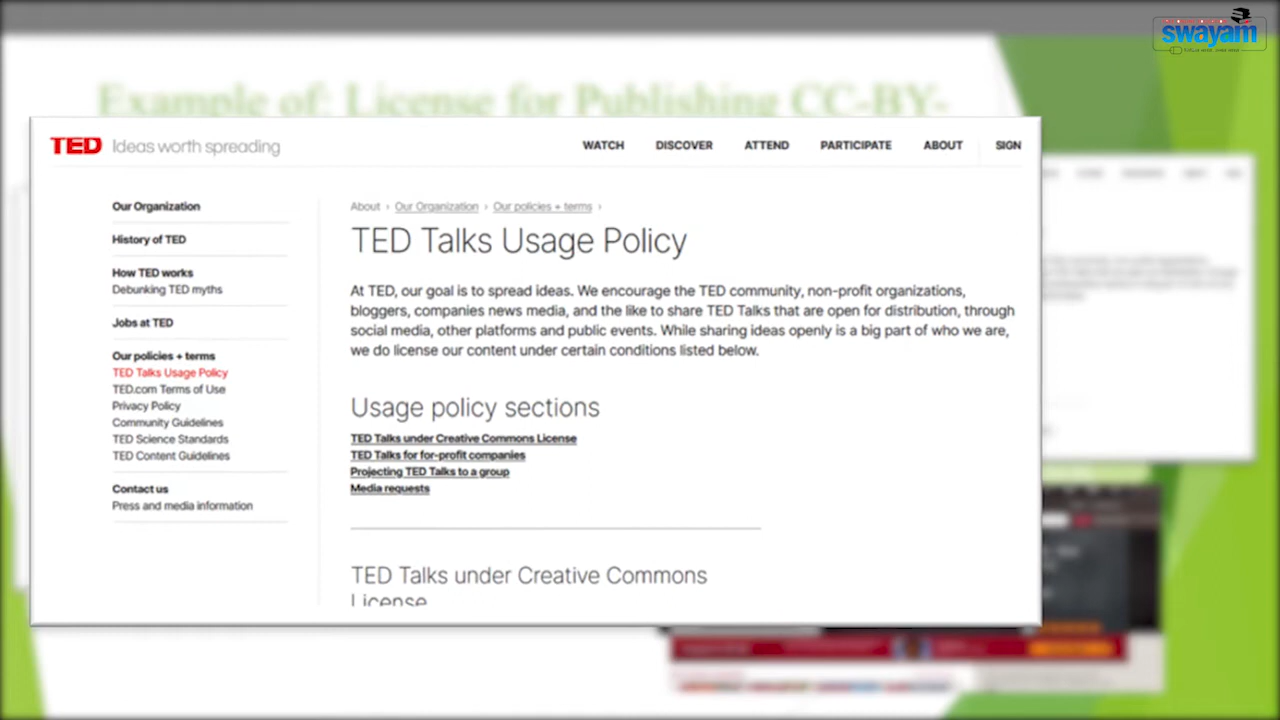 swayam
Example of: License for Publishing CC-BY-
TED Ideas worth spreading
WATCH DISCOVER ATTEND PARTICIPATE ABOUT SIGN
Our Organization
History of TED
How TED works
Debunking TED myths
Jobs at TED
Our policies + terms
TED Talks Usage Policy
TED.com Terms of Use
Privacy Policy
Community Guidelines
TED Science Standards
TED Content Guidelines
Contact us
Press and media information
About › Our Organization › Our policies + terms ›
TED Talks Usage Policy
At TED, our goal is to spread ideas. We encourage the TED community, non-profit organizations,
bloggers, companies news media, and the like to share TED Talks that are open for distribution, through
social media, other platforms and public events. While sharing ideas openly is a big part of who we are,
we do license our content under certain conditions listed below.
Usage policy sections
TED Talks under Creative Commons License
TED Talks for for-profit companies
Projecting TED Talks to a group
Media requests
TED Talks under Creative Commons
License